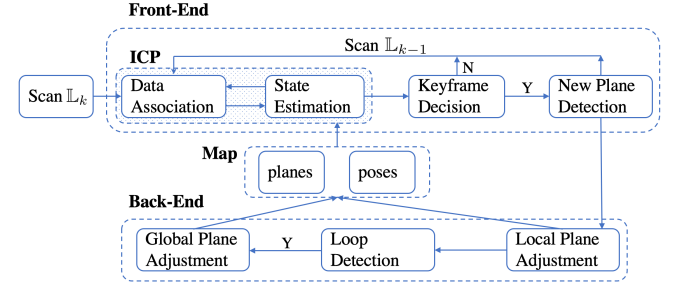 Front-End
Scan 𝕃ₖ₋₁
ICP
N
Scan 𝕃ₖ
Data
Association
State
Estimation
Keyframe
Decision
Y
New Plane
Detection
Map
planes
poses
Back-End
Global Plane
Adjustment
Y
Loop
Detection
Local Plane
Adjustment